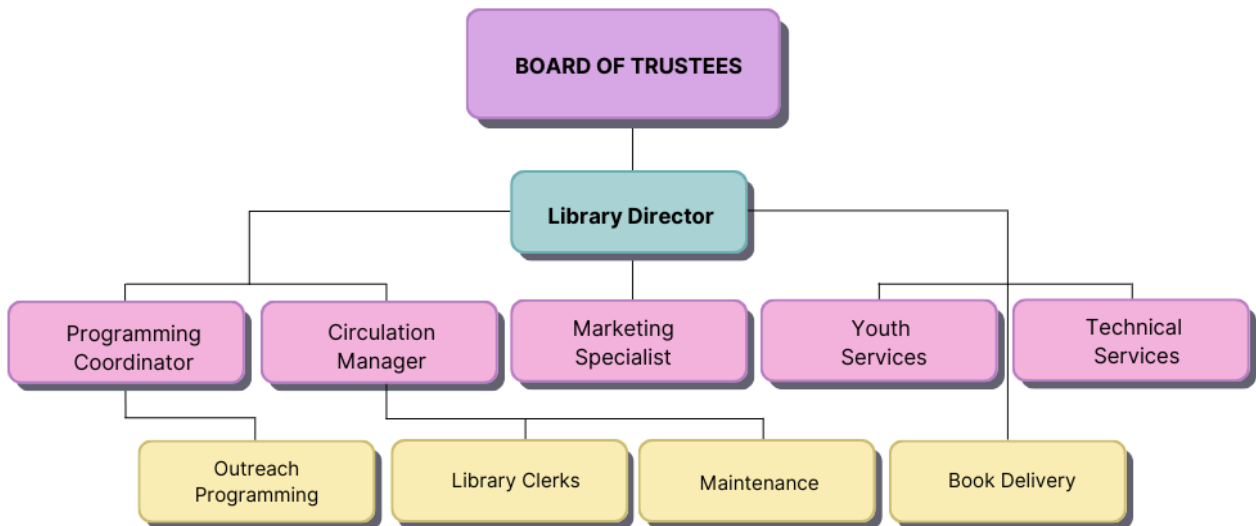 BOARD OF TRUSTEES
Library Director
Programming
Coordinator
Circulation
Manager
Marketing
Specialist
Youth
Services
Technical
Services
Outreach
Programming
Library Clerks
Maintenance
Book Delivery